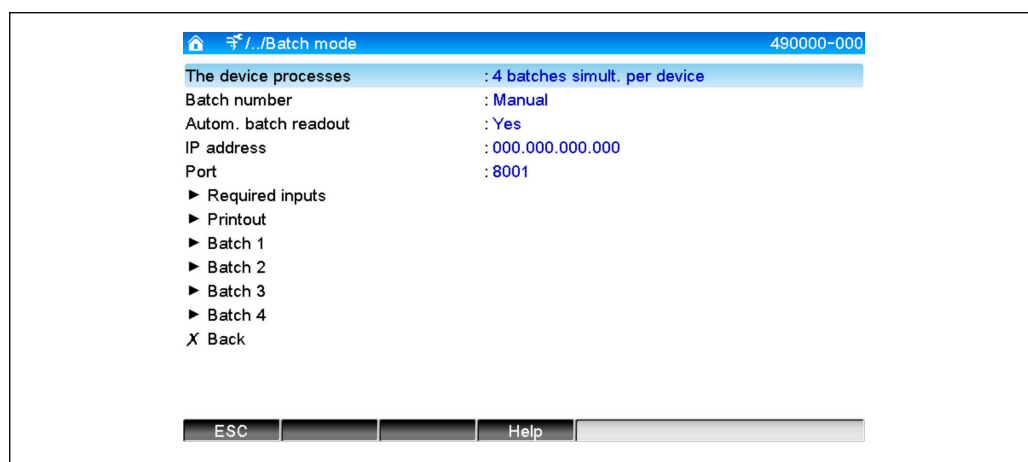 /../Batch mode 490000-000
The device processes : 4 batches simult. per device
Batch number : Manual
Autom. batch readout : Yes
IP address : 000.000.000.000
Port : 8001
► Required inputs
► Printout
► Batch 1
► Batch 2
► Batch 3
► Batch 4
X Back
ESC Help